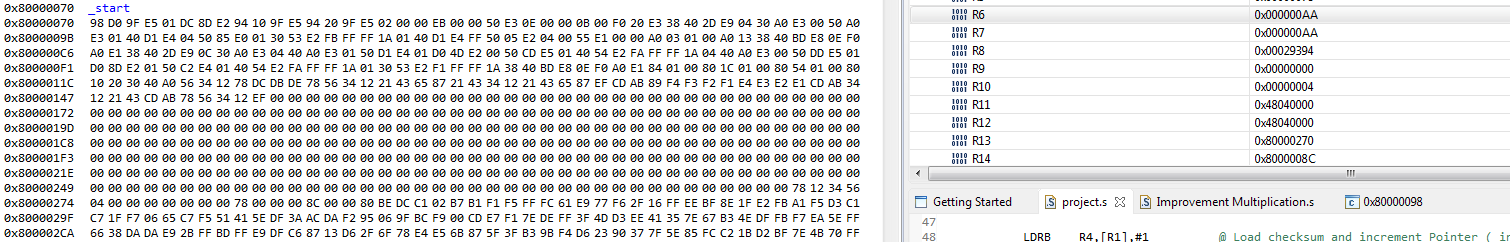 0x80000070 _start
0x80000070 98 D0 9F E5 01 DC 8D E2 94 10 9F E5 94 20 9F E5 02 00 00 EB 00 00 50 E3 0E 00 00 0B 00 F0 20 E3 38 40 2D E9 04 30 A0 E3 00 50 A0
0x8000009B E3 01 40 D1 E4 04 50 85 E0 01 30 53 E2 FB FF FF 1A 01 40 D1 E4 FF 50 05 E2 04 00 55 E1 00 00 A0 03 01 00 A0 13 38 40 BD E8 0E F0
0x800000C6 A0 E1 38 40 2D E9 0C 30 A0 E3 04 40 A0 E3 01 50 D1 E4 01 D0 4D E2 00 50 CD E5 01 40 54 E2 FA FF FF 1A 04 40 A0 E3 00 50 DD E5 01
0x800000F1 D0 8D E2 01 50 C2 E4 01 40 54 E2 FA FF FF 1A 01 30 53 E2 F1 FF FF 1A 38 40 BD E8 0E F0 A0 E1 84 01 00 80 1C 01 00 80 54 01 00 80
0x8000011C 10 20 30 40 A0 56 34 12 78 DC DB DE 78 56 34 12 21 43 65 87 21 43 34 12 21 43 65 87 EF CD AB 89 F4 F3 F2 F1 E4 E3 E2 E1 CD AB 34
0x80000147 12 21 43 CD AB 78 56 34 12 EF 00 00 00 00 00 00 00 00 00 00 00 00 00 00 00 00 00 00 00 00 00 00 00 00 00 00 00 00 00 00 00 00 00
0x80000172 00 00 00 00 00 00 00 00 00 00 00 00 00 00 00 00 00 00 00 00 00 00 00 00 00 00 00 00 00 00 00 00 00 00 00 00 00 00 00 00 00 00 00
0x8000019D 00 00 00 00 00 00 00 00 00 00 00 00 00 00 00 00 00 00 00 00 00 00 00 00 00 00 00 00 00 00 00 00 00 00 00 00 00 00 00 00 00 00 00
0x800001C8 00 00 00 00 00 00 00 00 00 00 00 00 00 00 00 00 00 00 00 00 00 00 00 00 00 00 00 00 00 00 00 00 00 00 00 00 00 00 00 00 00 00 00
0x800001F3 00 00 00 00 00 00 00 00 00 00 00 00 00 00 00 00 00 00 00 00 00 00 00 00 00 00 00 00 00 00 00 00 00 00 00 00 00 00 00 00 00 00 00
0x8000021E 00 00 00 00 00 00 00 00 00 00 00 00 00 00 00 00 00 00 00 00 00 00 00 00 00 00 00 00 00 00 00 00 00 00 00 00 00 00 00 00 00 00 00
0x80000249 00 00 00 00 00 00 00 00 00 00 00 00 00 00 00 00 00 00 00 00 00 00 00 00 00 00 00 00 00 00 00 00 00 00 00 00 00 00 00 78 12 34 56
0x80000274 04 00 00 00 00 00 00 00 78 00 00 00 8C 00 00 80 BE DC C1 02 B7 B1 F1 F5 FF FC 61 E9 77 F6 2F 16 FF EE BF 8E 1F E2 FB A1 F5 D3 C1
0x8000029F C7 1F F7 06 65 C7 F5 51 41 5E DF 3A AC DA F2 95 06 9F BC F9 00 CD E7 F1 7E DE FF 3F 4D D3 EE 41 35 7E 67 B3 4E DF FB F7 EA 5E FF
0x800002CA 66 38 DA DA E9 2B FF BD FF E9 DF C6 87 13 D6 2F 6F 78 E4 E5 6B 87 5F 3F B3 9B F4 D6 23 90 37 7F 5E 85 FC C2 1B D2 BF 7E 4B 70 FF
R6 0x000000AA
R7 0x000000AA
R8 0x00029394
R9 0x00000000
R10 0x00000004
R11 0x48040000
R12 0x48040000
R13 0x80000270
R14 0x8000008C
Getting Started project.s Improvement Multiplication.s 0x80000098
47
48 LDRB R4,[R1],#1 @ Load checksum and increment Pointer ( in